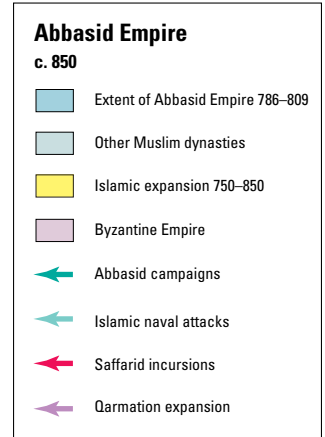 Abbasid Empire
c. 850
Extent of Abbasid Empire 786–809
Other Muslim dynasties
Islamic expansion 750–850
Byzantine Empire
Abbasid campaigns
Islamic naval attacks
Saffarid incursions
Qarmation expansion